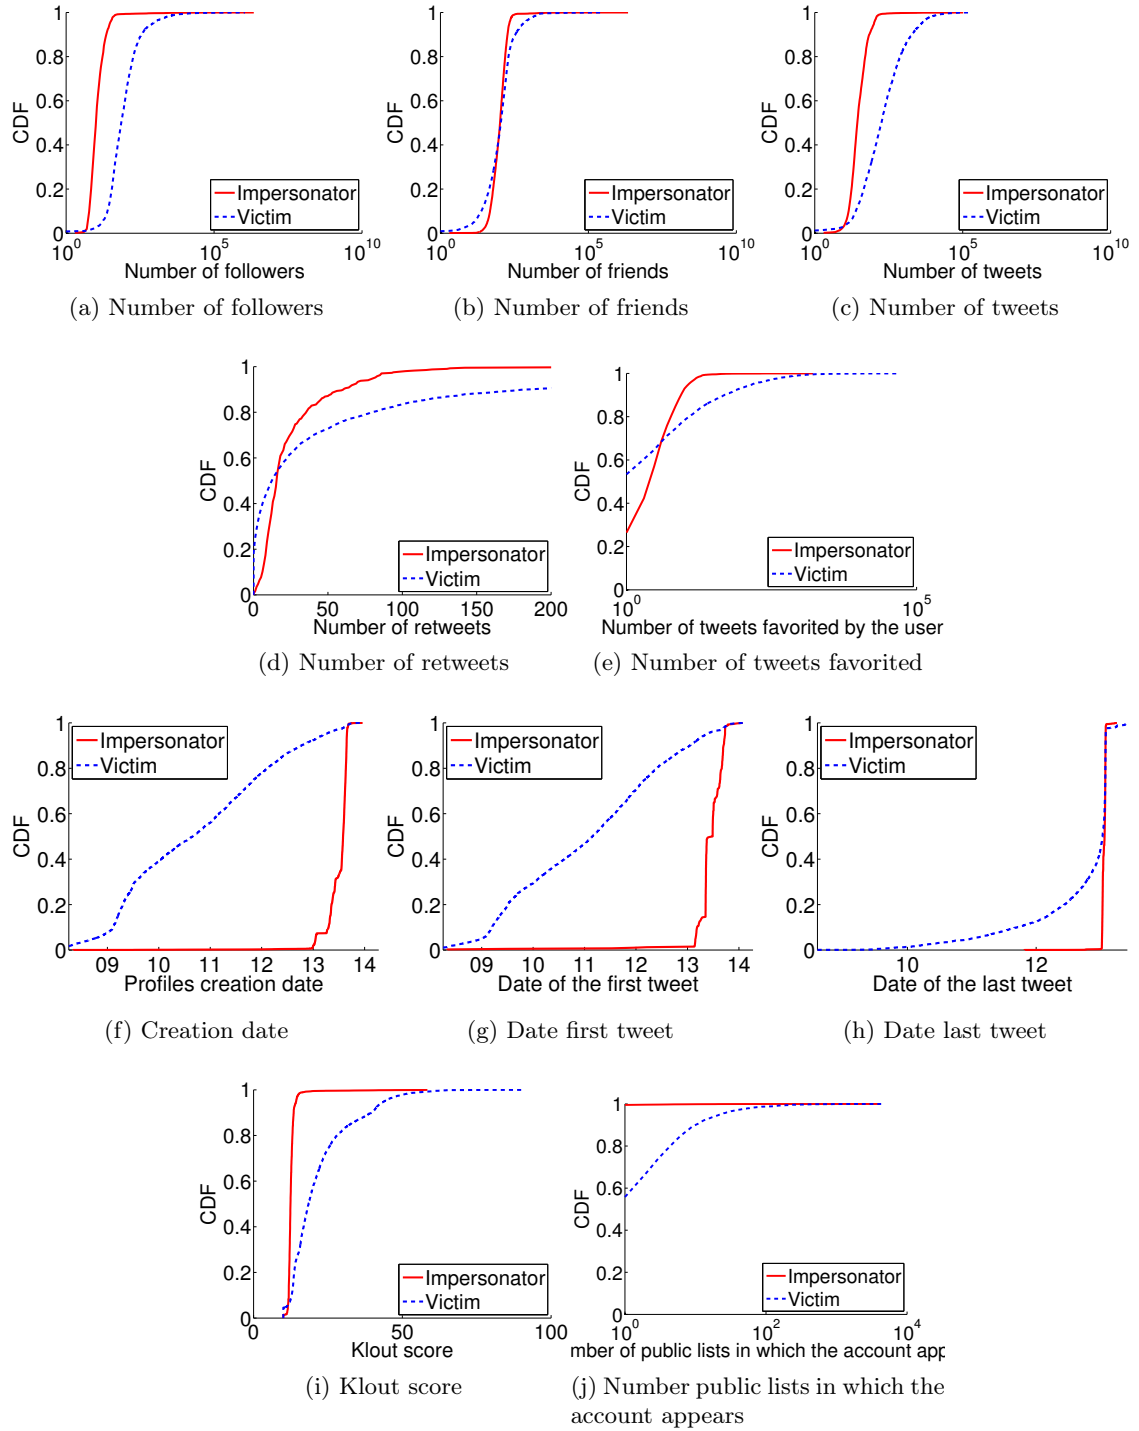 1
0.8
0.6
0.4
0.2
0
CDF
Impersonator
Victim
10^0
10^5
10^10
Number of followers
(a) Number of followers
1
0.8
0.6
0.4
0.2
0
CDF
Impersonator
Victim
10^0
10^5
10^10
Number of friends
(b) Number of friends
1
0.8
0.6
0.4
0.2
0
CDF
Impersonator
Victim
10^0
10^5
10^10
Number of tweets
(c) Number of tweets
1
0.8
0.6
0.4
0.2
0
CDF
Impersonator
Victim
0 50 100 150 200
Number of retweets
(d) Number of retweets
1
0.8
0.6
0.4
0.2
0
CDF
Impersonator
Victim
10^0
10^5
Number of tweets favorited by the user
(e) Number of tweets favorited
1
0.8
0.6
0.4
0.2
0
CDF
Impersonator
Victim
09 10 11 12 13 14
Profiles creation date
(f) Creation date
1
0.8
0.6
0.4
0.2
0
CDF
Impersonator
Victim
09 10 11 12 13 14
Date of the first tweet
(g) Date first tweet
1
0.8
0.6
0.4
0.2
0
CDF
Impersonator
Victim
10 12
Date of the last tweet
(h) Date last tweet
1
0.8
0.6
0.4
0.2
0
CDF
Impersonator
Victim
0 50 100
Klout score
(i) Klout score
1
0.8
0.6
0.4
0.2
0
CDF
Impersonator
Victim
10^0
10^2
10^4
mber of public lists in which the account app
(j) Number public lists in which the
account appears